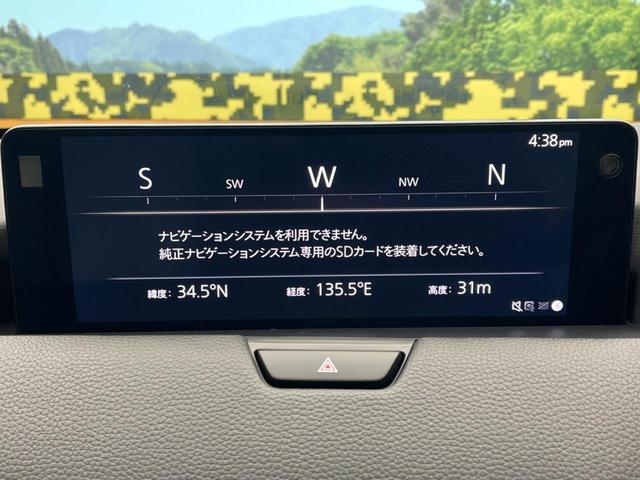 4:38pm
S SW W NW N
ナビゲーションシステムを利用できません。
純正ナビゲーションシステム専用のSDカードを装着してください。
緯度: 34.5°N 経度: 135.5°E 高度: 31m